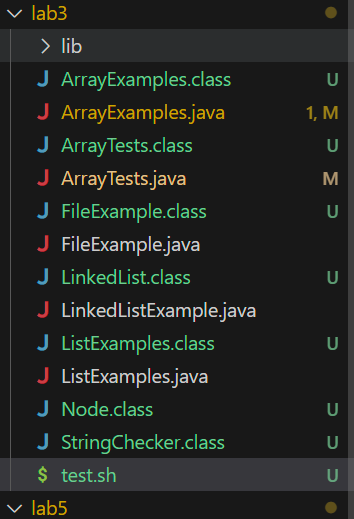 lab3
lib
J ArrayExamples.class U
J ArrayExamples.java 1, M
J ArrayTests.class U
J ArrayTests.java M
J FileExample.class U
J FileExample.java
J LinkedList.class U
J LinkedListExample.java
J ListExamples.class U
J ListExamples.java
J Node.class U
J StringChecker.class U
$ test.sh U
lab5